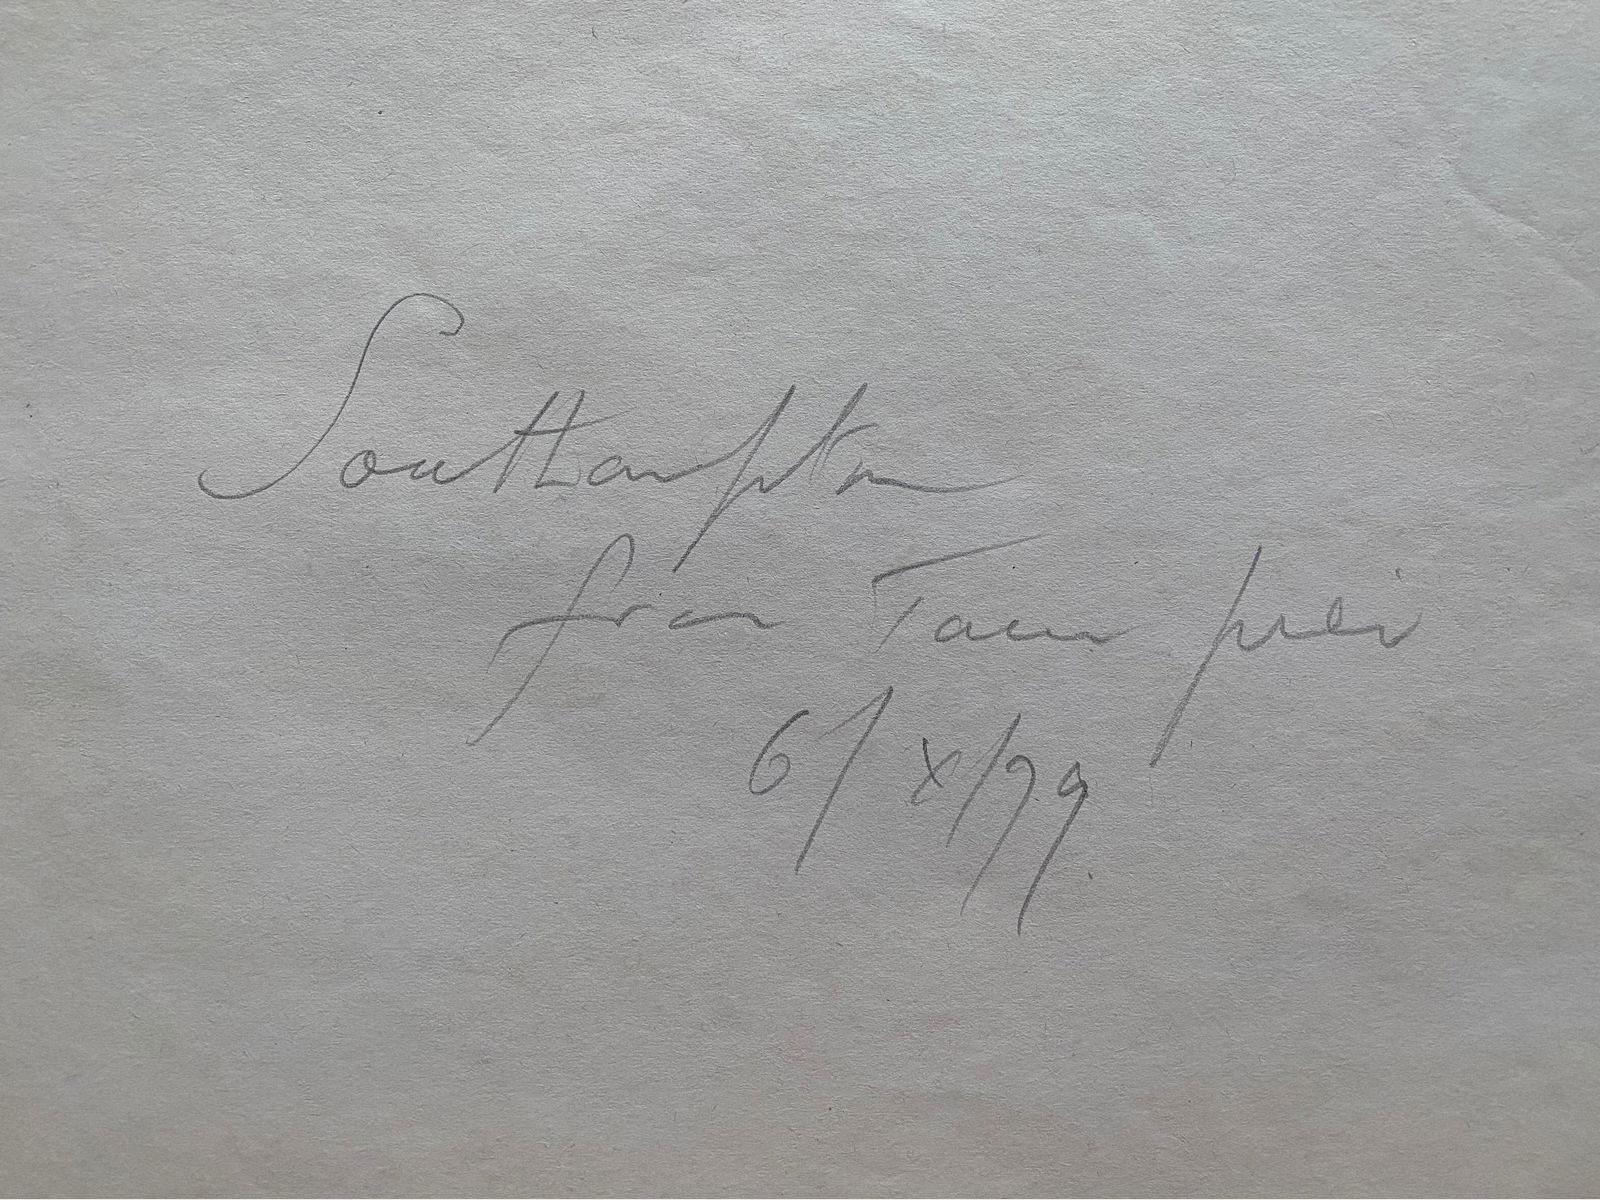 Southampton
from Town pier
6/x/79.